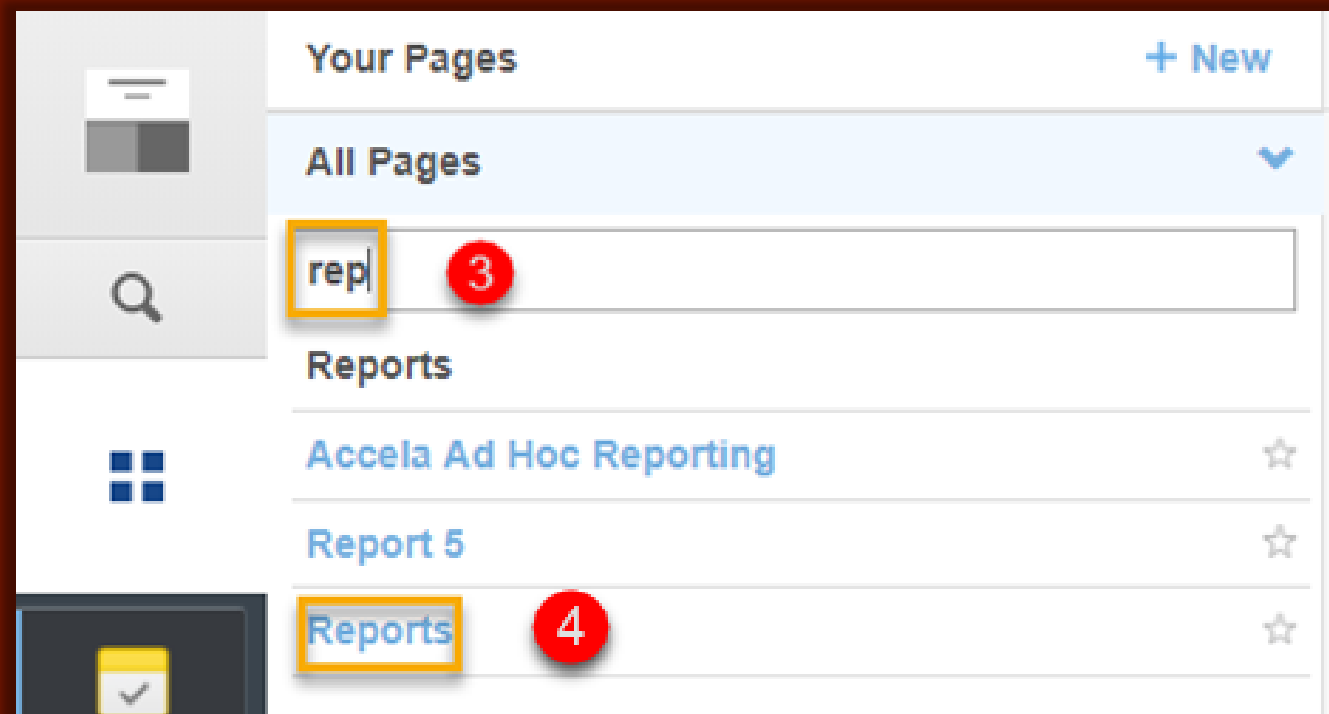 Your Pages
+ New
All Pages
rep
3
Reports
Accela Ad Hoc Reporting
Report 5
Reports
4